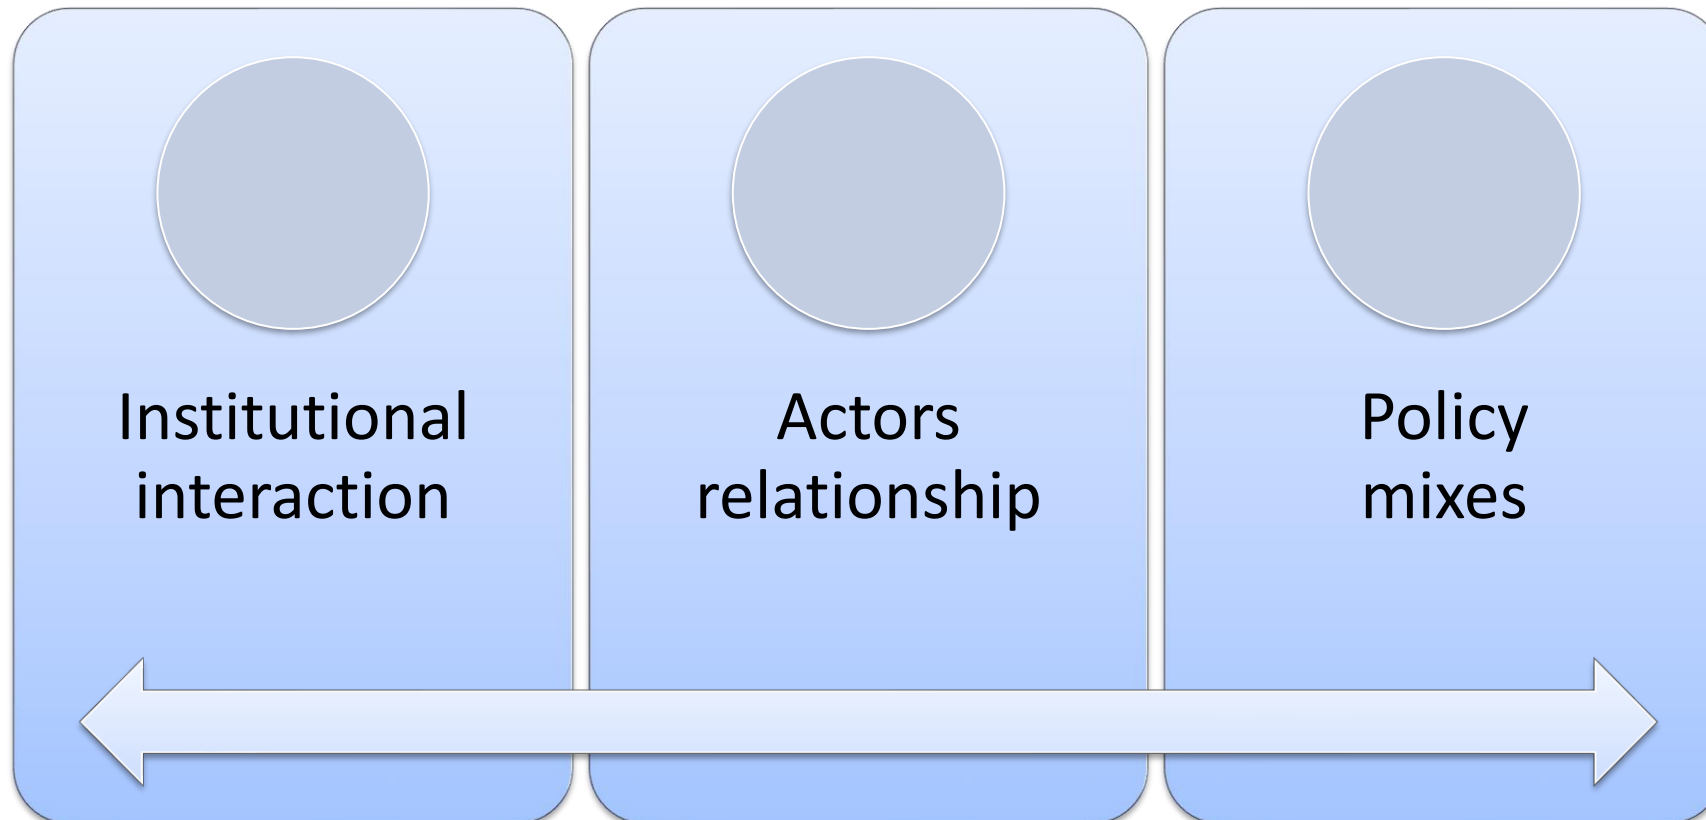 Institutional
interaction
Actors
relationship
Policy
mixes